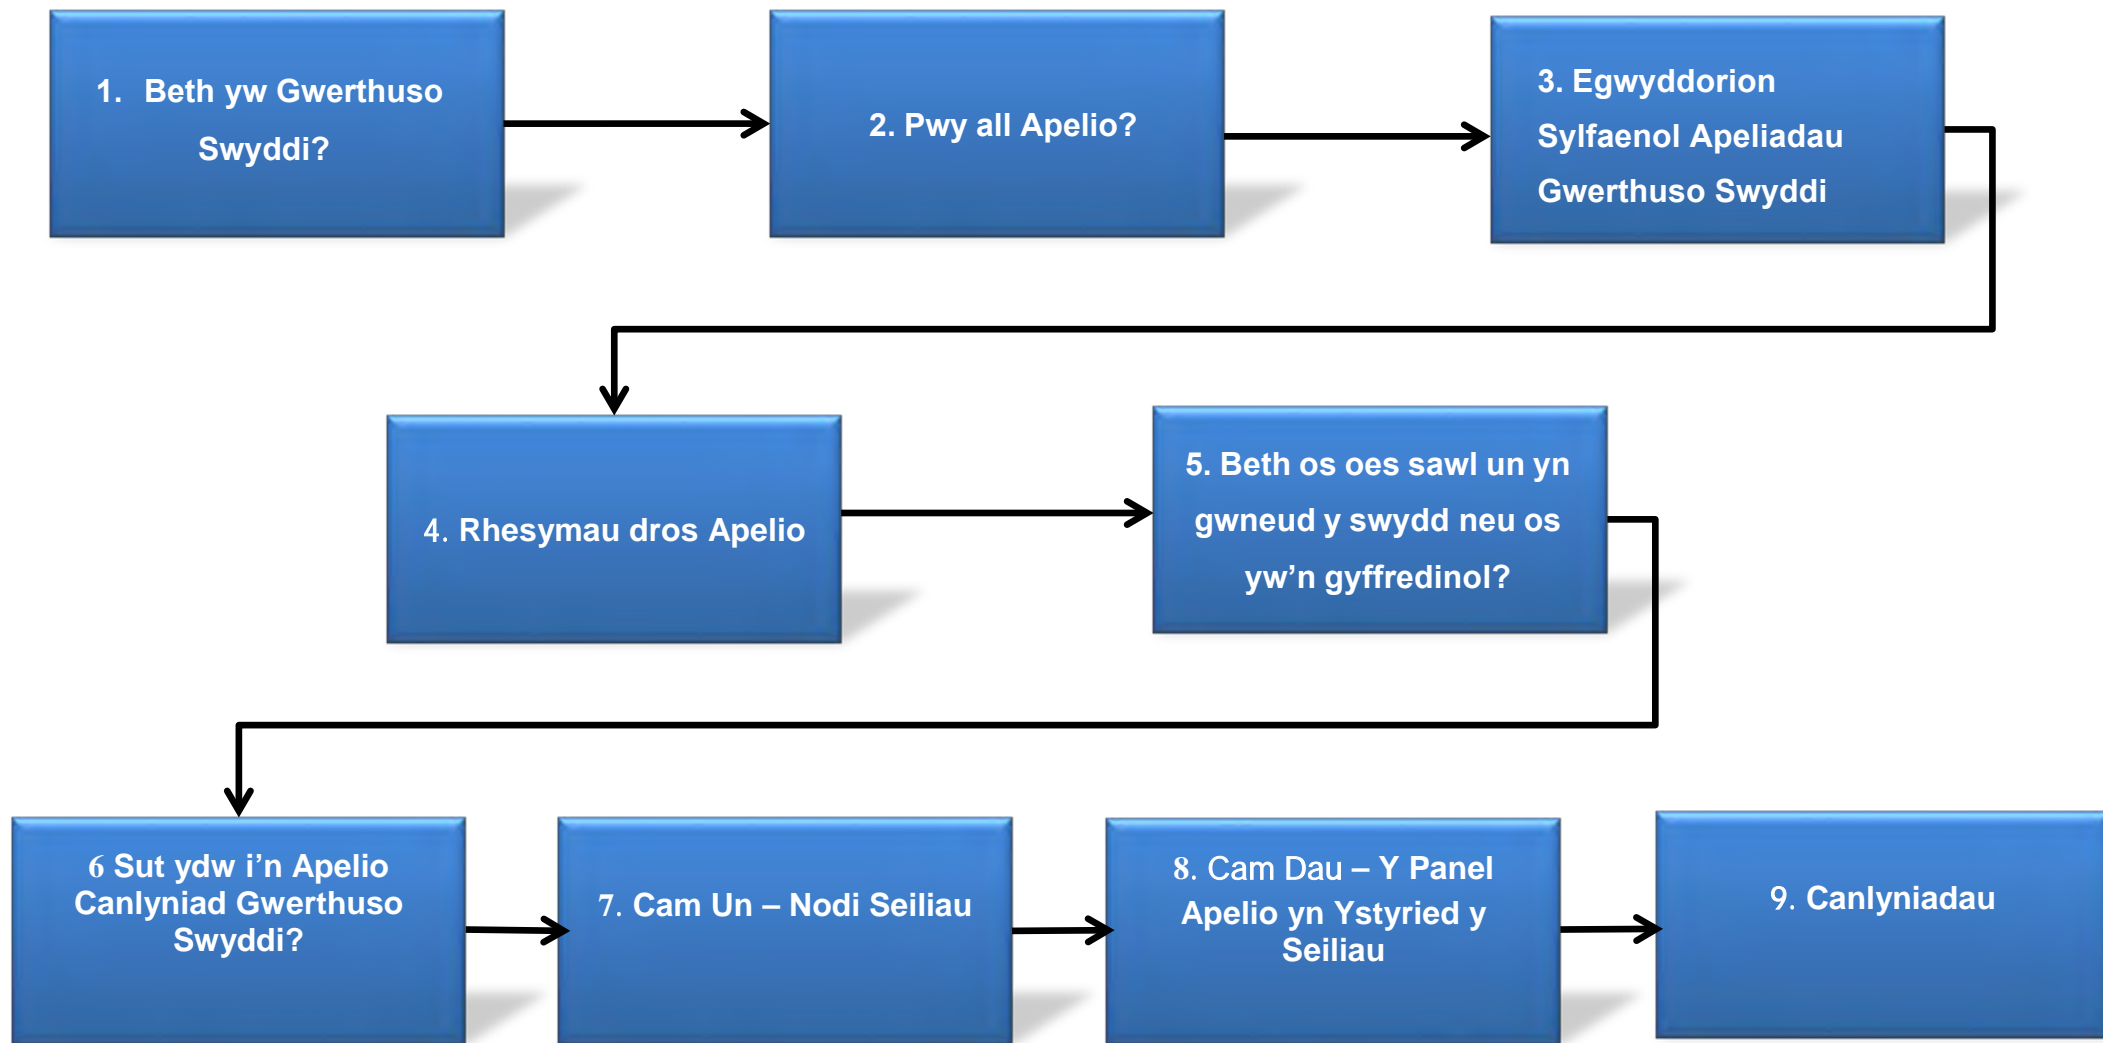 1. Beth yw Gwerthuso
Swyddi?
2. Pwy all Apelio?
3. Egwyddorion
Sylfaenol Apeliadau
Gwerthuso Swyddi
4. Rhesymau dros Apelio
5. Beth os oes sawl un yn
gwneud y swydd neu os
yw’n gyffredinol?
6 Sut ydw i’n Apelio
Canlyniad Gwerthuso
Swyddi?
7. Cam Un – Nodi Seiliau
8. Cam Dau – Y Panel
Apelio yn Ystyried y
Seiliau
9. Canlyniadau